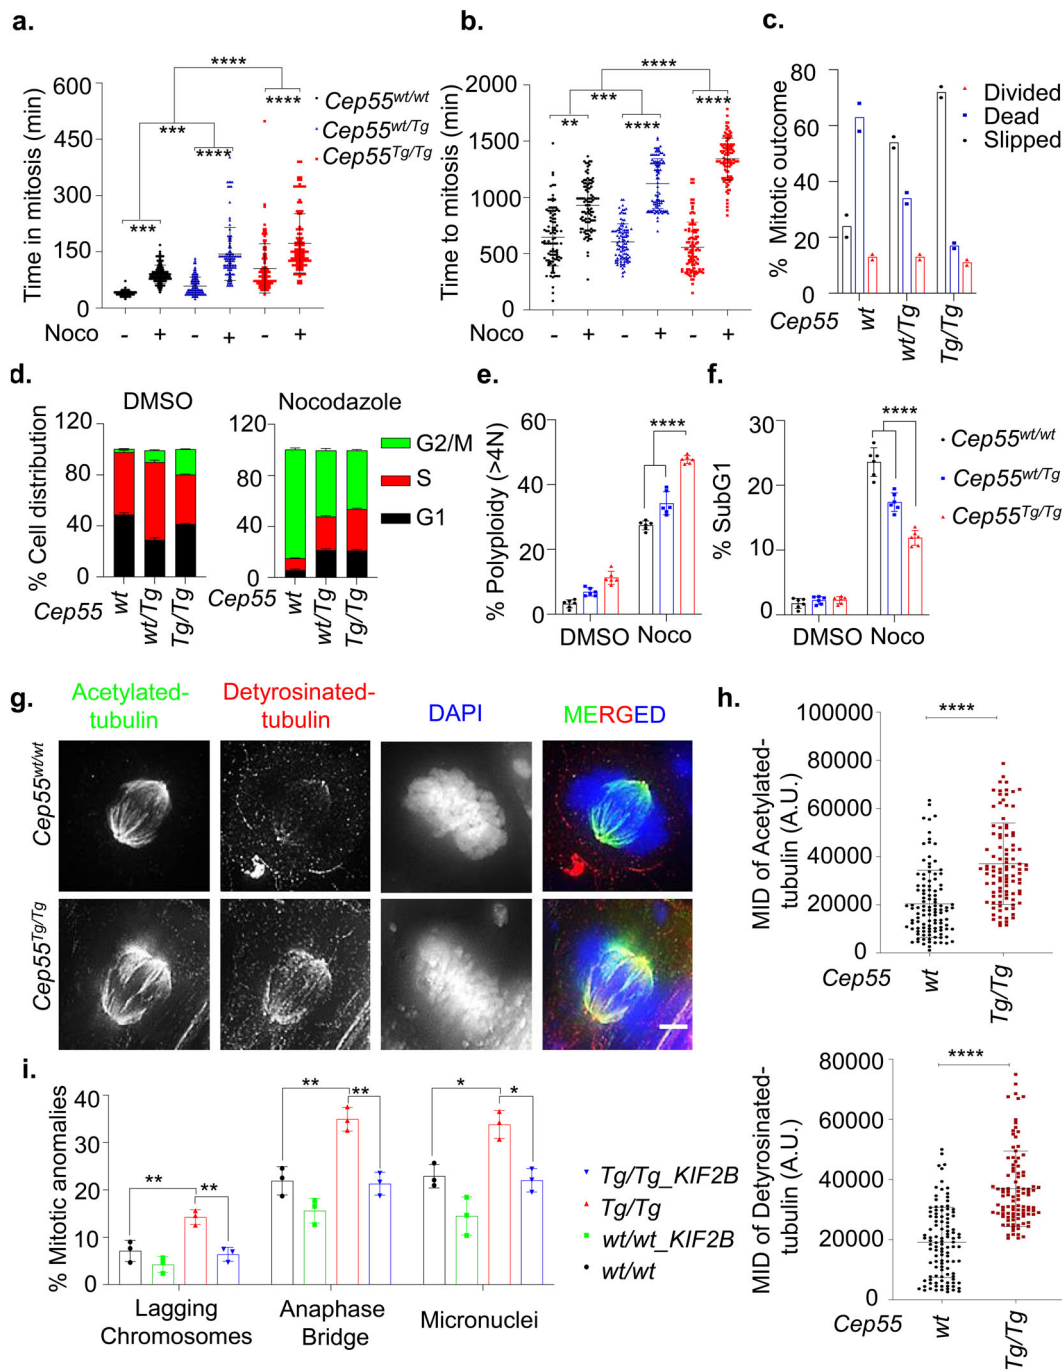 a.
Time in mitosis (min)
600
450
300
150
0
****
***
****
***
****
Cep55wt/wt
Cep55wt/Tg
Cep55Tg/Tg
Noco - + - + - +
b.
Time to mitosis (min)
2000
1500
1000
500
0
****
***
**
****
****
Noco - + - + - +
c.
% Mitotic outcome
80
60
40
20
0
Divided
Dead
Slipped
Cep55 wt wt/Tg Tg/Tg
d.
DMSO
Nocodazole
% Cell distribution
120
80
40
0
120
80
40
0
G2/M
S
G1
Cep55 wt wt/Tg Tg/Tg
Cep55 wt wt/Tg Tg/Tg
e.
% Polyploidy (>4N)
60
40
20
0
****
DMSO Noco
f.
% SubG1
30
20
10
0
****
DMSO Noco
Cep55wt/wt
Cep55wt/Tg
Cep55Tg/Tg
g.
Acetylated-
tubulin
Detyrosinated-
tubulin
DAPI
MERGED
Cep55wt/wt
Cep55Tg/Tg
h.
MID of Acetylated-
tubulin (A.U.)
100000
80000
60000
40000
20000
0
****
Cep55 wt Tg/Tg
MID of Detyrosinated-
tubulin (A.U.)
80000
60000
40000
20000
0
****
Cep55 wt Tg/Tg
i.
% Mitotic anomalies
40
30
20
10
0
** **
** **
* *
Lagging
Chromosomes
Anaphase
Bridge
Micronuclei
Tg/Tg_KIF2B
Tg/Tg
wt/wt_KIF2B
wt/wt